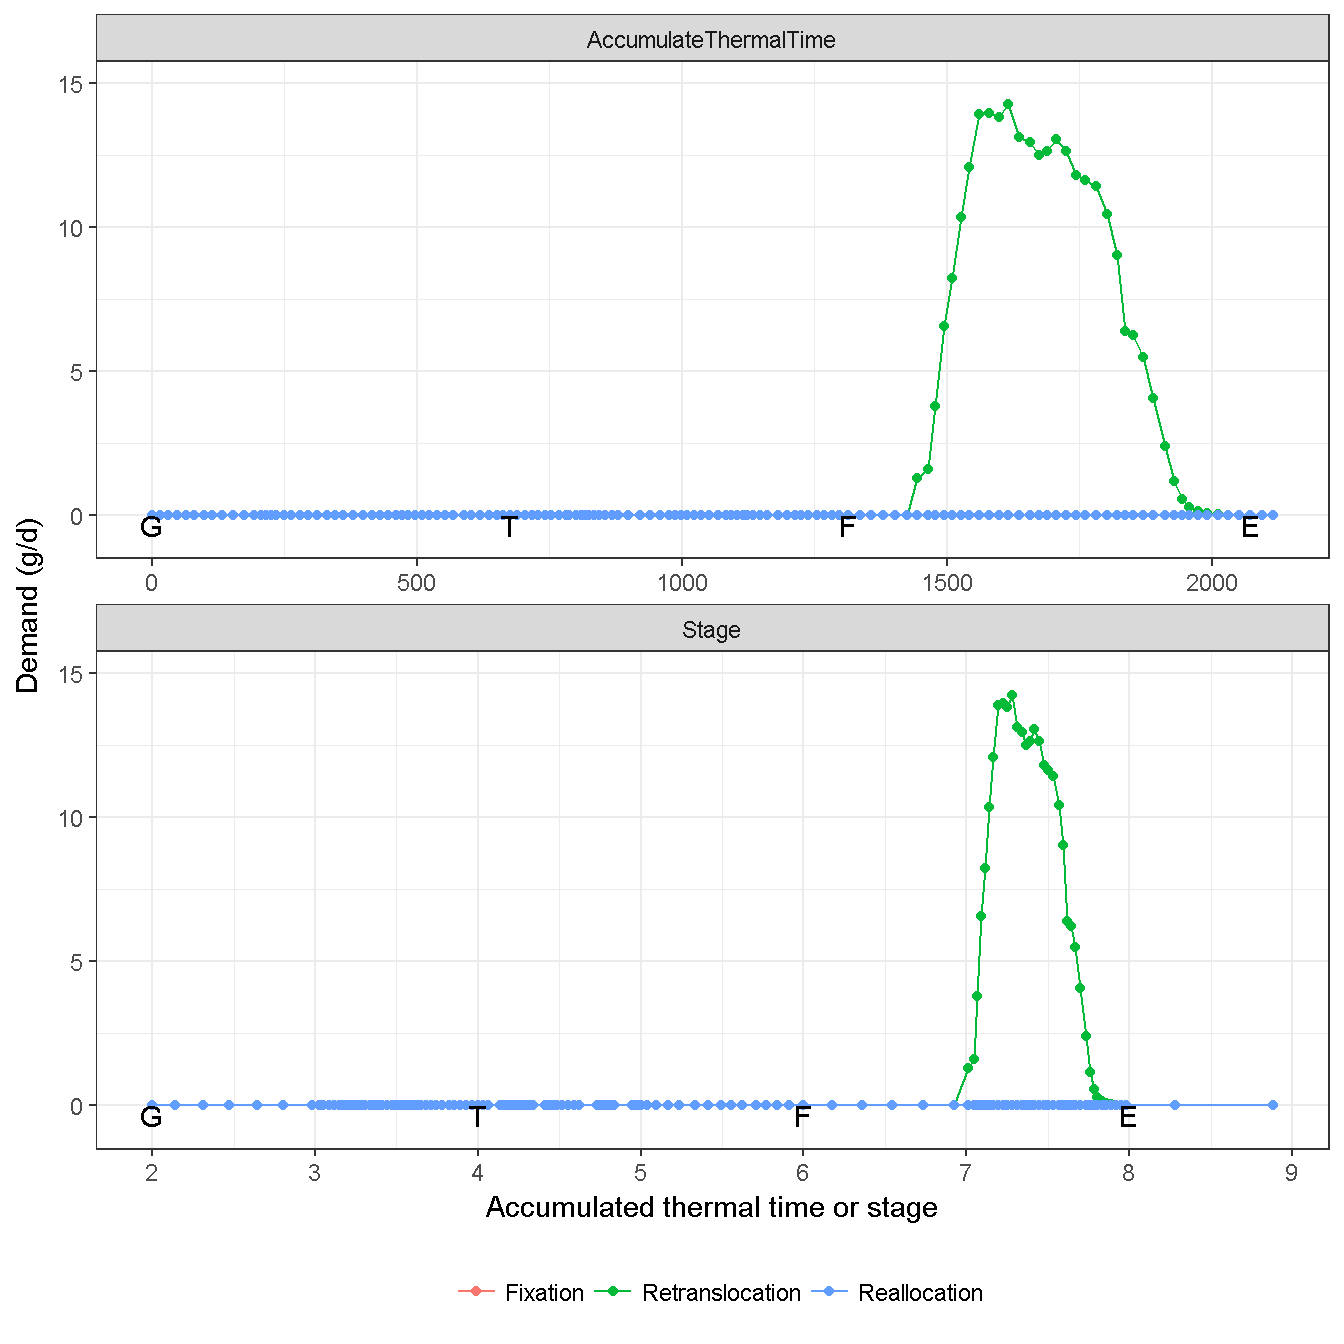 AccumulateThermalTime
15
10
5
0
G T F E
0 500 1000 1500 2000
Demand (g/d)
Stage
15
10
5
0
G T F E
2 3 4 5 6 7 8 9
Accumulated thermal time or stage
Fixation Retranslocation Reallocation